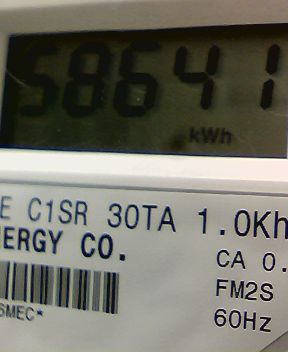 58641
kWh
E C1SR 30TA 1.0Kh
ERGY CO.
CA 0.
FM2S
SMEC*
60Hz